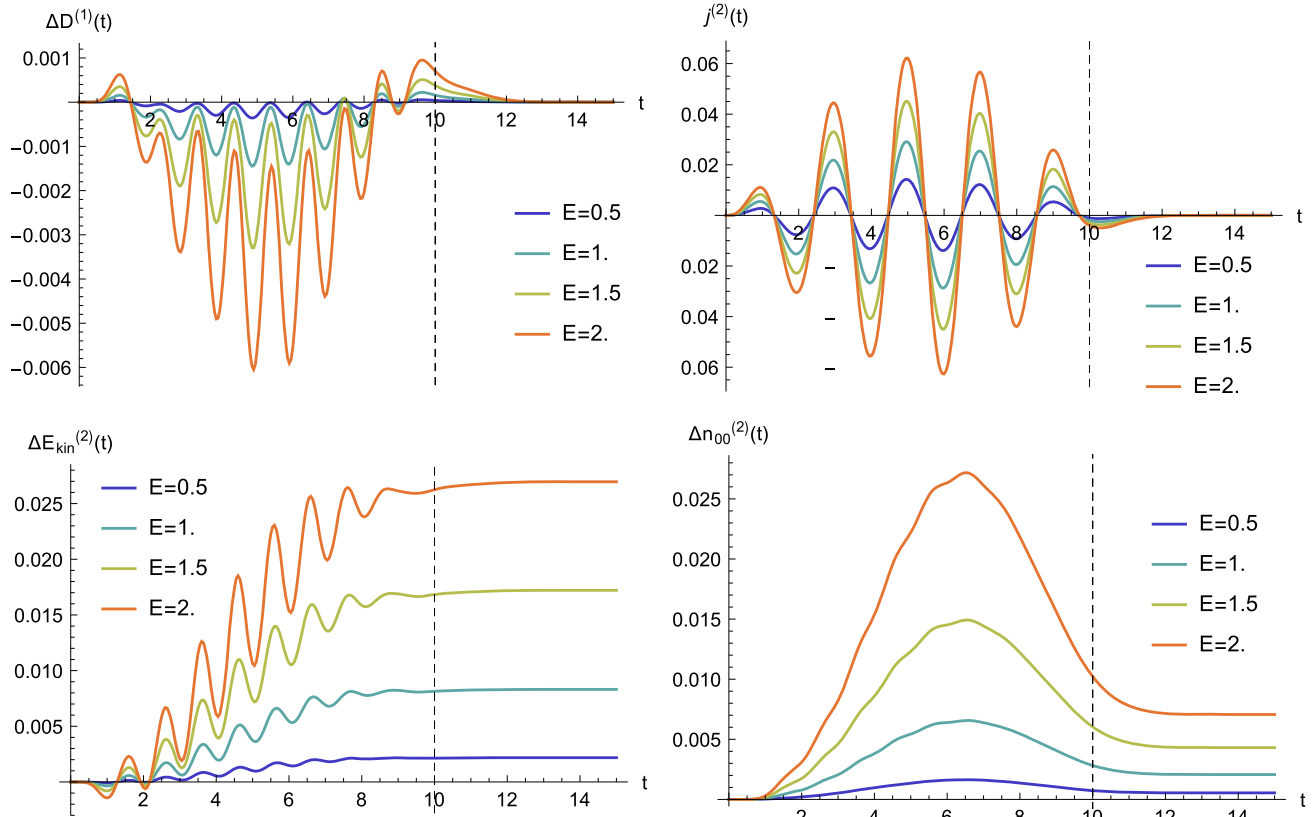 ΔD⁽¹⁾(t)
0.001
2 4 6 8 10 12 14 t
−0.001
−0.002
−0.003
−0.004
−0.005
−0.006
E=0.5
E=1.
E=1.5
E=2.
j⁽²⁾(t)
0.06
0.04
0.02
2 4 6 8 10 12 14 t
−
0.02
−
0.04
−
0.06
E=0.5
E=1.
E=1.5
E=2.
ΔE_kin⁽²⁾(t)
0.025
0.020
0.015
0.010
0.005
2 4 6 8 10 12 14 t
E=0.5
E=1.
E=1.5
E=2.
Δn₀₀⁽²⁾(t)
0.025
0.020
0.015
0.010
0.005
2 4 6 8 10 12 14 t
E=0.5
E=1.
E=1.5
E=2.